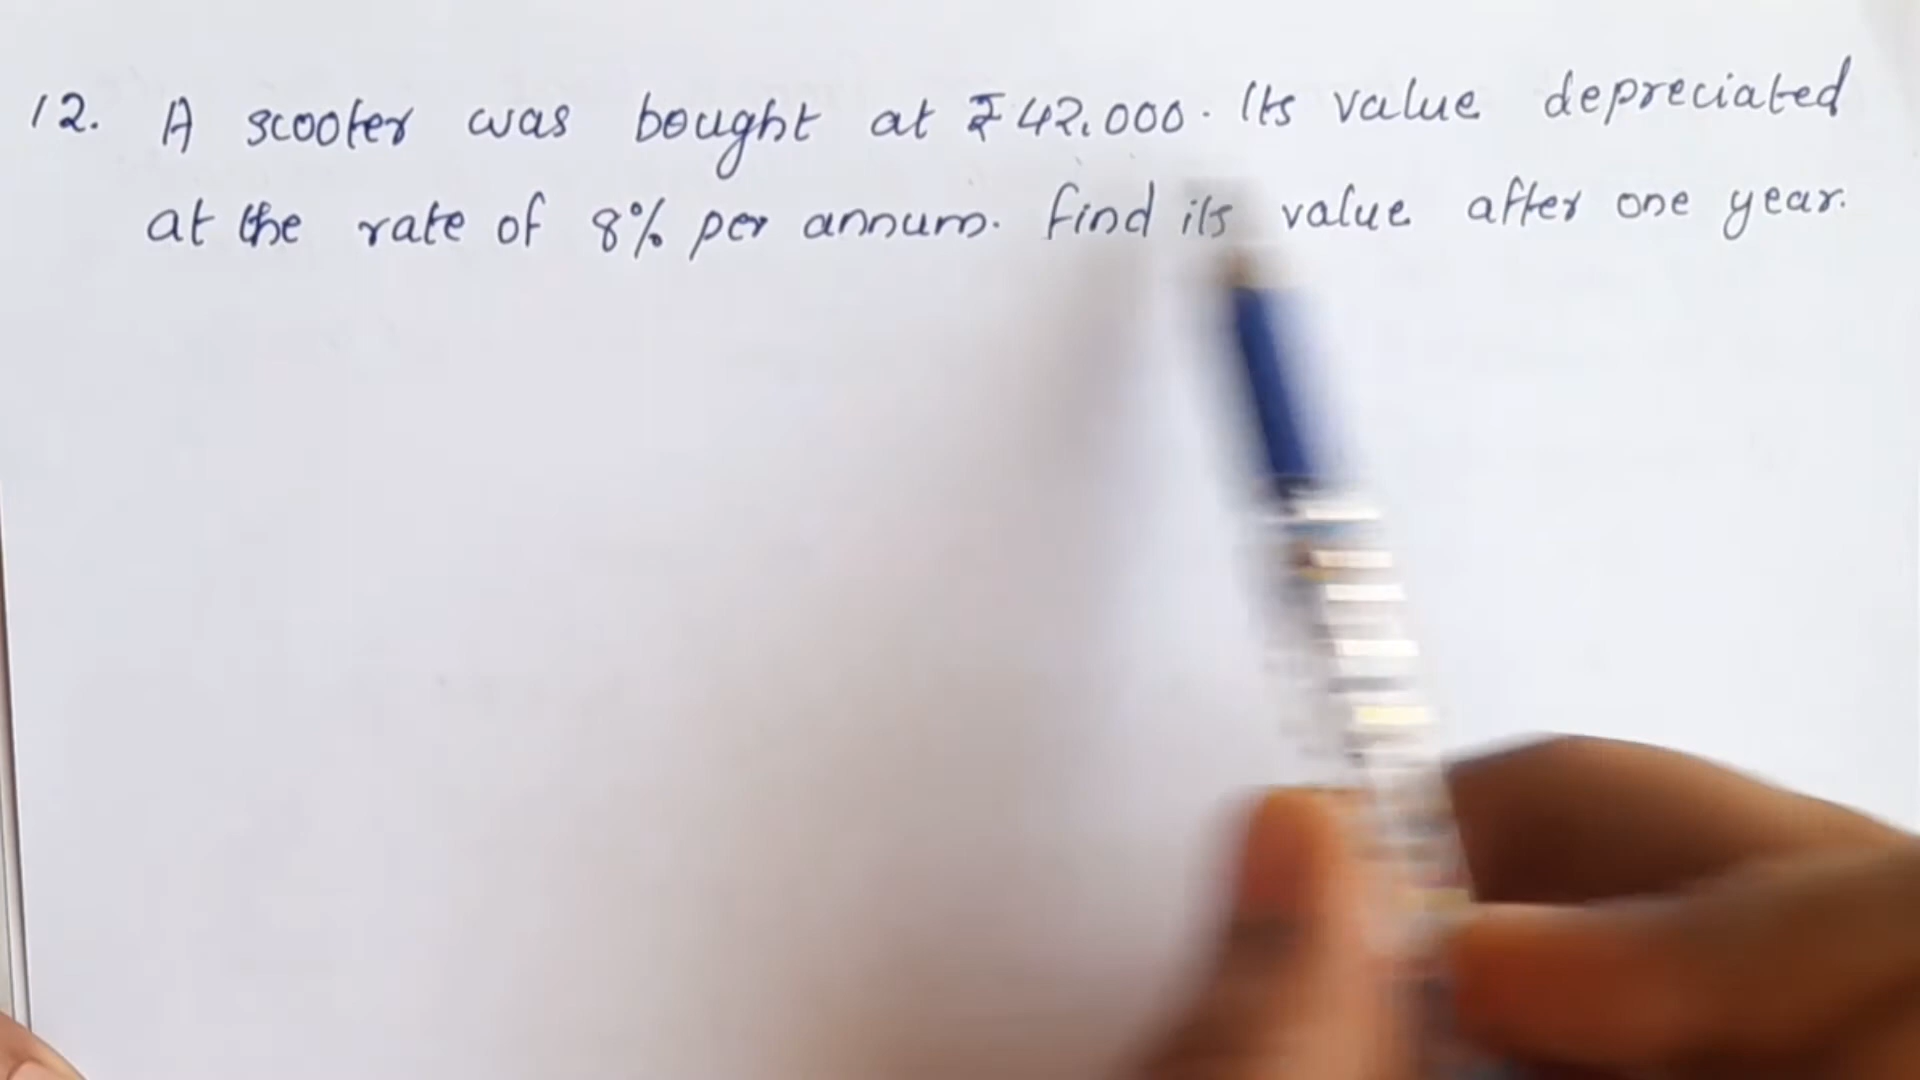 12. A scooter was bought at ₹42,000. Its value depreciated
at the rate of 8% per annum. Find its value after one year.